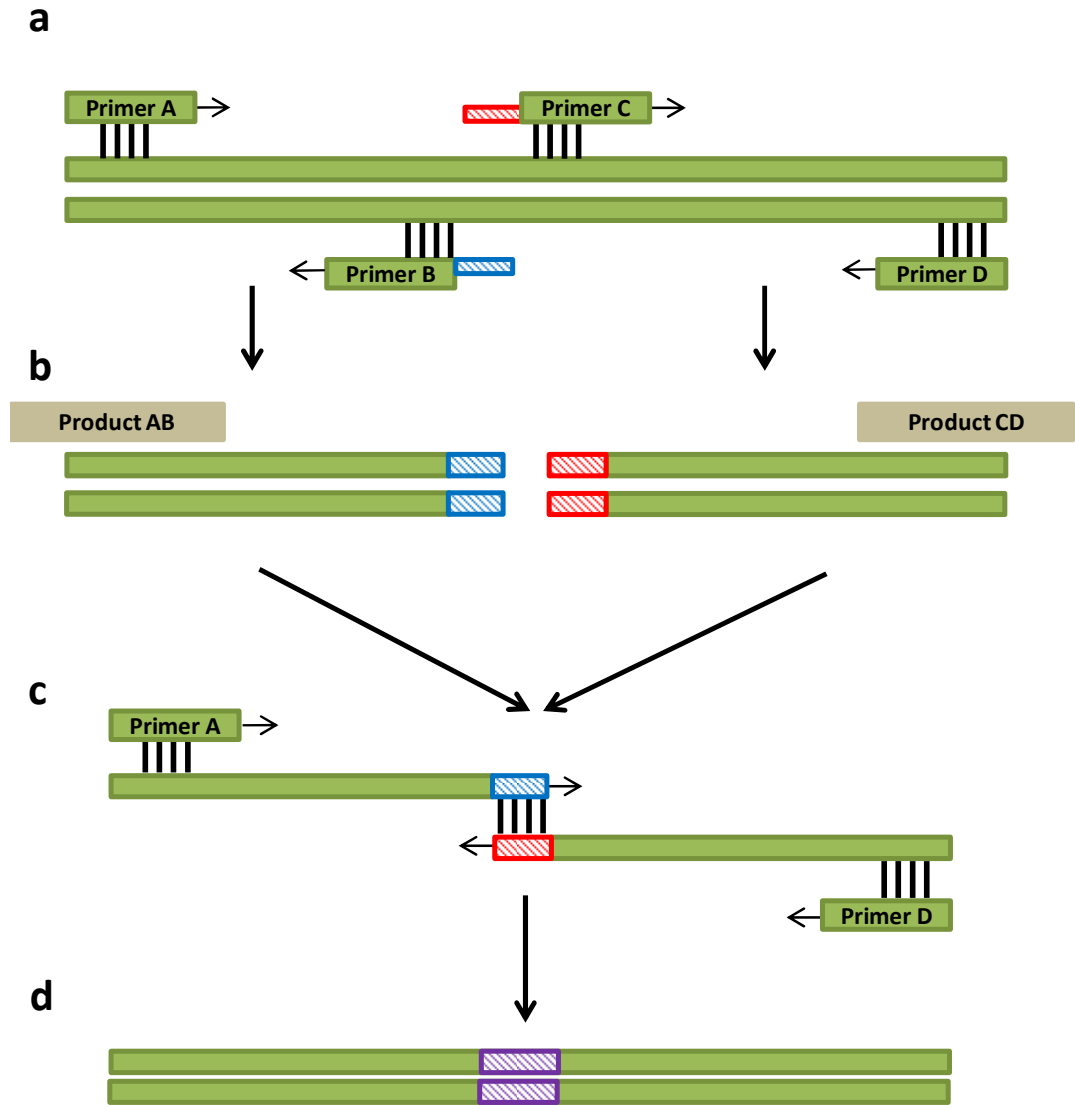 a
Primer A
Primer C
Primer B
Primer D
b
Product AB
Product CD
c
Primer A
Primer D
d